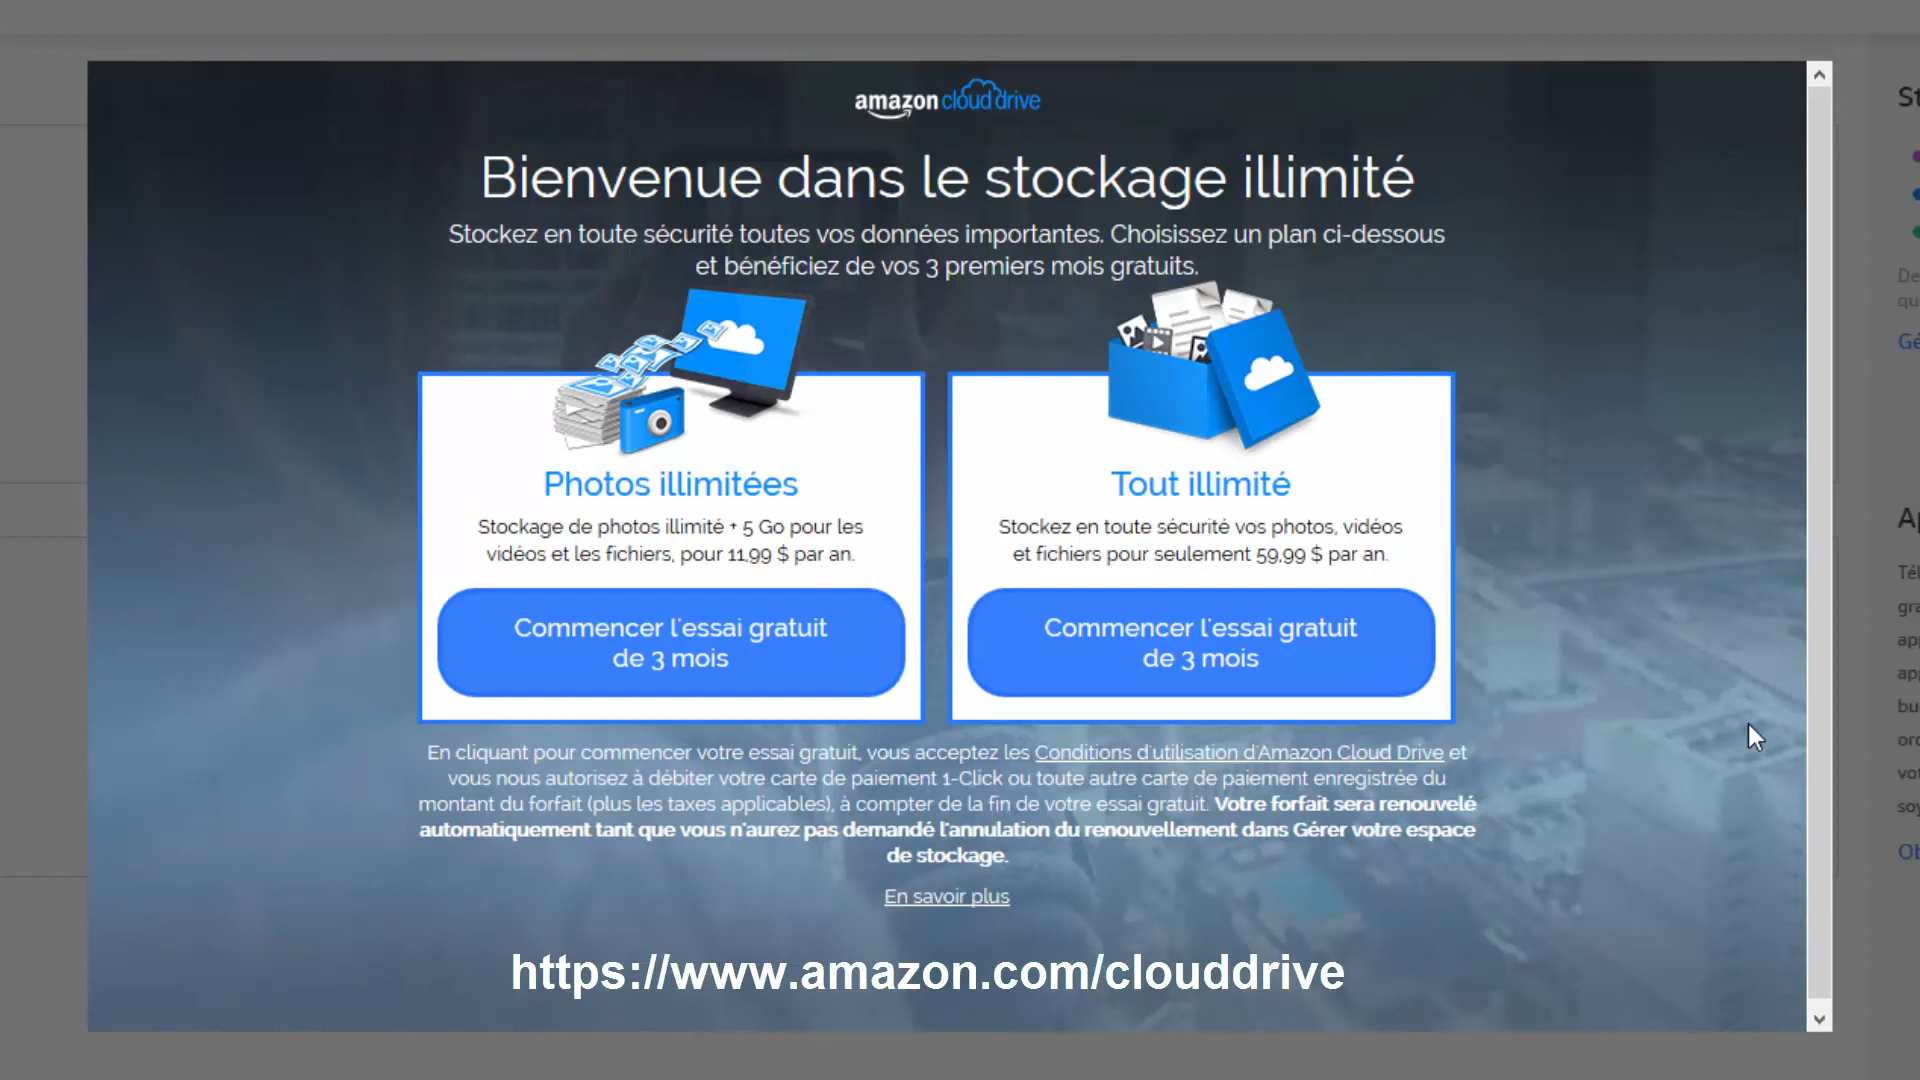 amazon cloud drive
Bienvenue dans le stockage illimité
Stockez en toute sécurité toutes vos données importantes. Choisissez un plan ci-dessous
et bénéficiez de vos 3 premiers mois gratuits.
Photos illimitées
Stockage de photos illimité + 5 Go pour les
vidéos et les fichiers, pour 11,99 $ par an.
Commencer l'essai gratuit
de 3 mois
Tout illimité
Stockez en toute sécurité vos photos, vidéos
et fichiers pour seulement 59,99 $ par an.
Commencer l'essai gratuit
de 3 mois
En cliquant pour commencer votre essai gratuit, vous acceptez les Conditions d'utilisation d'Amazon Cloud Drive et
vous nous autorisez à débiter votre carte de paiement 1-Click ou toute autre carte de paiement enregistrée du
montant du forfait (plus les taxes applicables), à compter de la fin de votre essai gratuit. Votre forfait sera renouvelé
automatiquement tant que vous n'aurez pas demandé l'annulation du renouvellement dans Gérer votre espace
de stockage.
En savoir plus
https://www.amazon.com/clouddrive